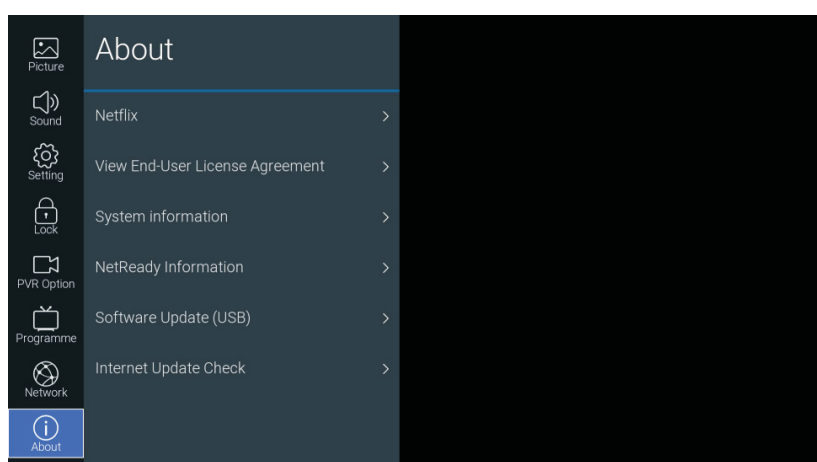 Picture
Sound
Setting
Lock
PVR Option
Programme
Network
About
About
Netflix
View End-User License Agreement
System information
NetReady Information
Software Update (USB)
Internet Update Check